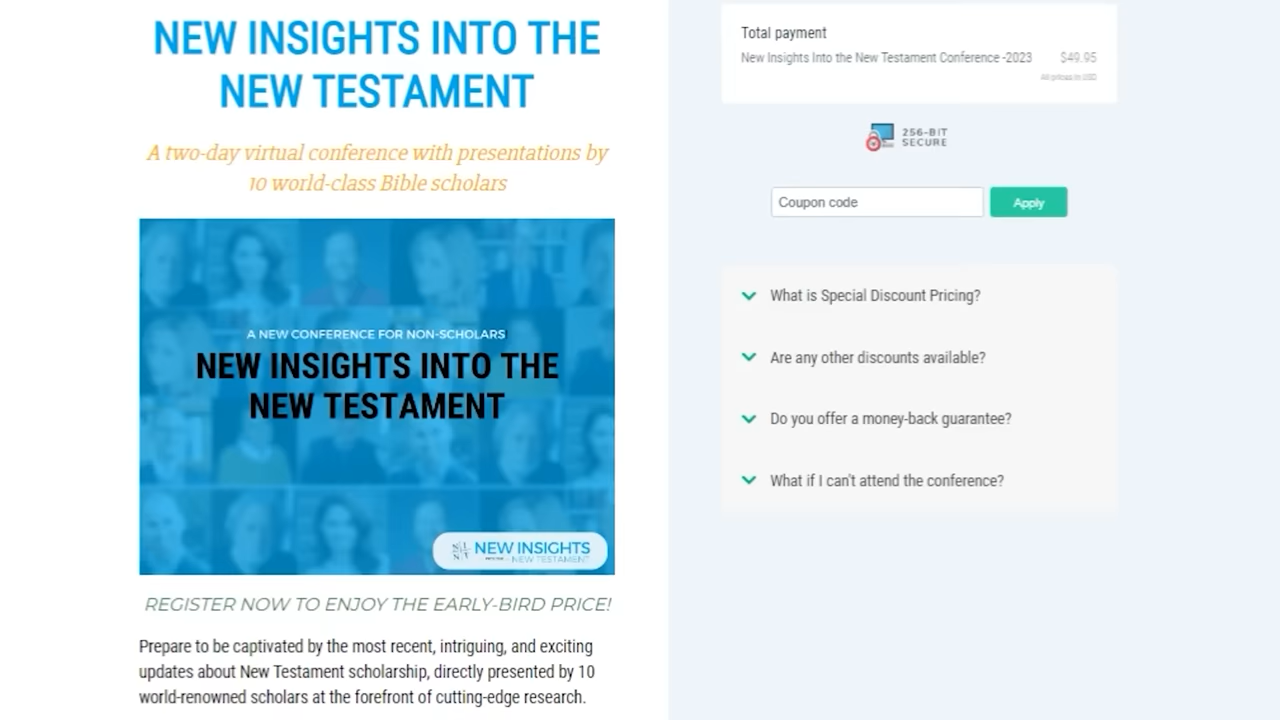 NEW INSIGHTS INTO THE
NEW TESTAMENT
A two-day virtual conference with presentations by
10 world-class Bible scholars
A NEW CONFERENCE FOR NON-SCHOLARS
NEW INSIGHTS INTO THE
NEW TESTAMENT
NEW INSIGHTS
NEW TESTAMENT
REGISTER NOW TO ENJOY THE EARLY-BIRD PRICE!
Prepare to be captivated by the most recent, intriguing, and exciting
updates about New Testament scholarship, directly presented by 10
world-renowned scholars at the forefront of cutting-edge research.
Total payment
New Insights Into the New Testament Conference -2023 $49.95
All prices in USD
256-BIT
SECURE
Coupon code
Apply
What is Special Discount Pricing?
Are any other discounts available?
Do you offer a money-back guarantee?
What if I can't attend the conference?